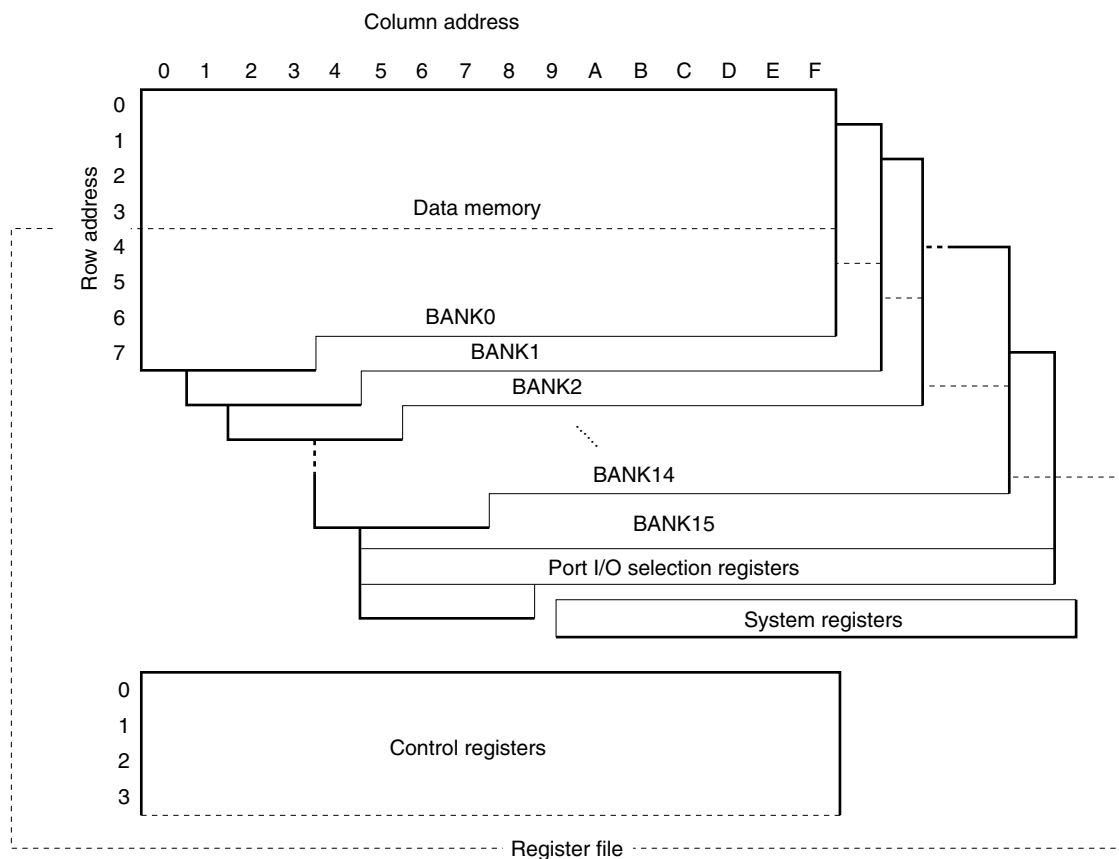 Column address
0 1 2 3 4 5 6 7 8 9 A B C D E F
Row address
0
1
2
3
4
5
6
7
Data memory
BANK0
BANK1
BANK2
BANK14
BANK15
Port I/O selection registers
System registers
0
1
2
3
Control registers
Register file